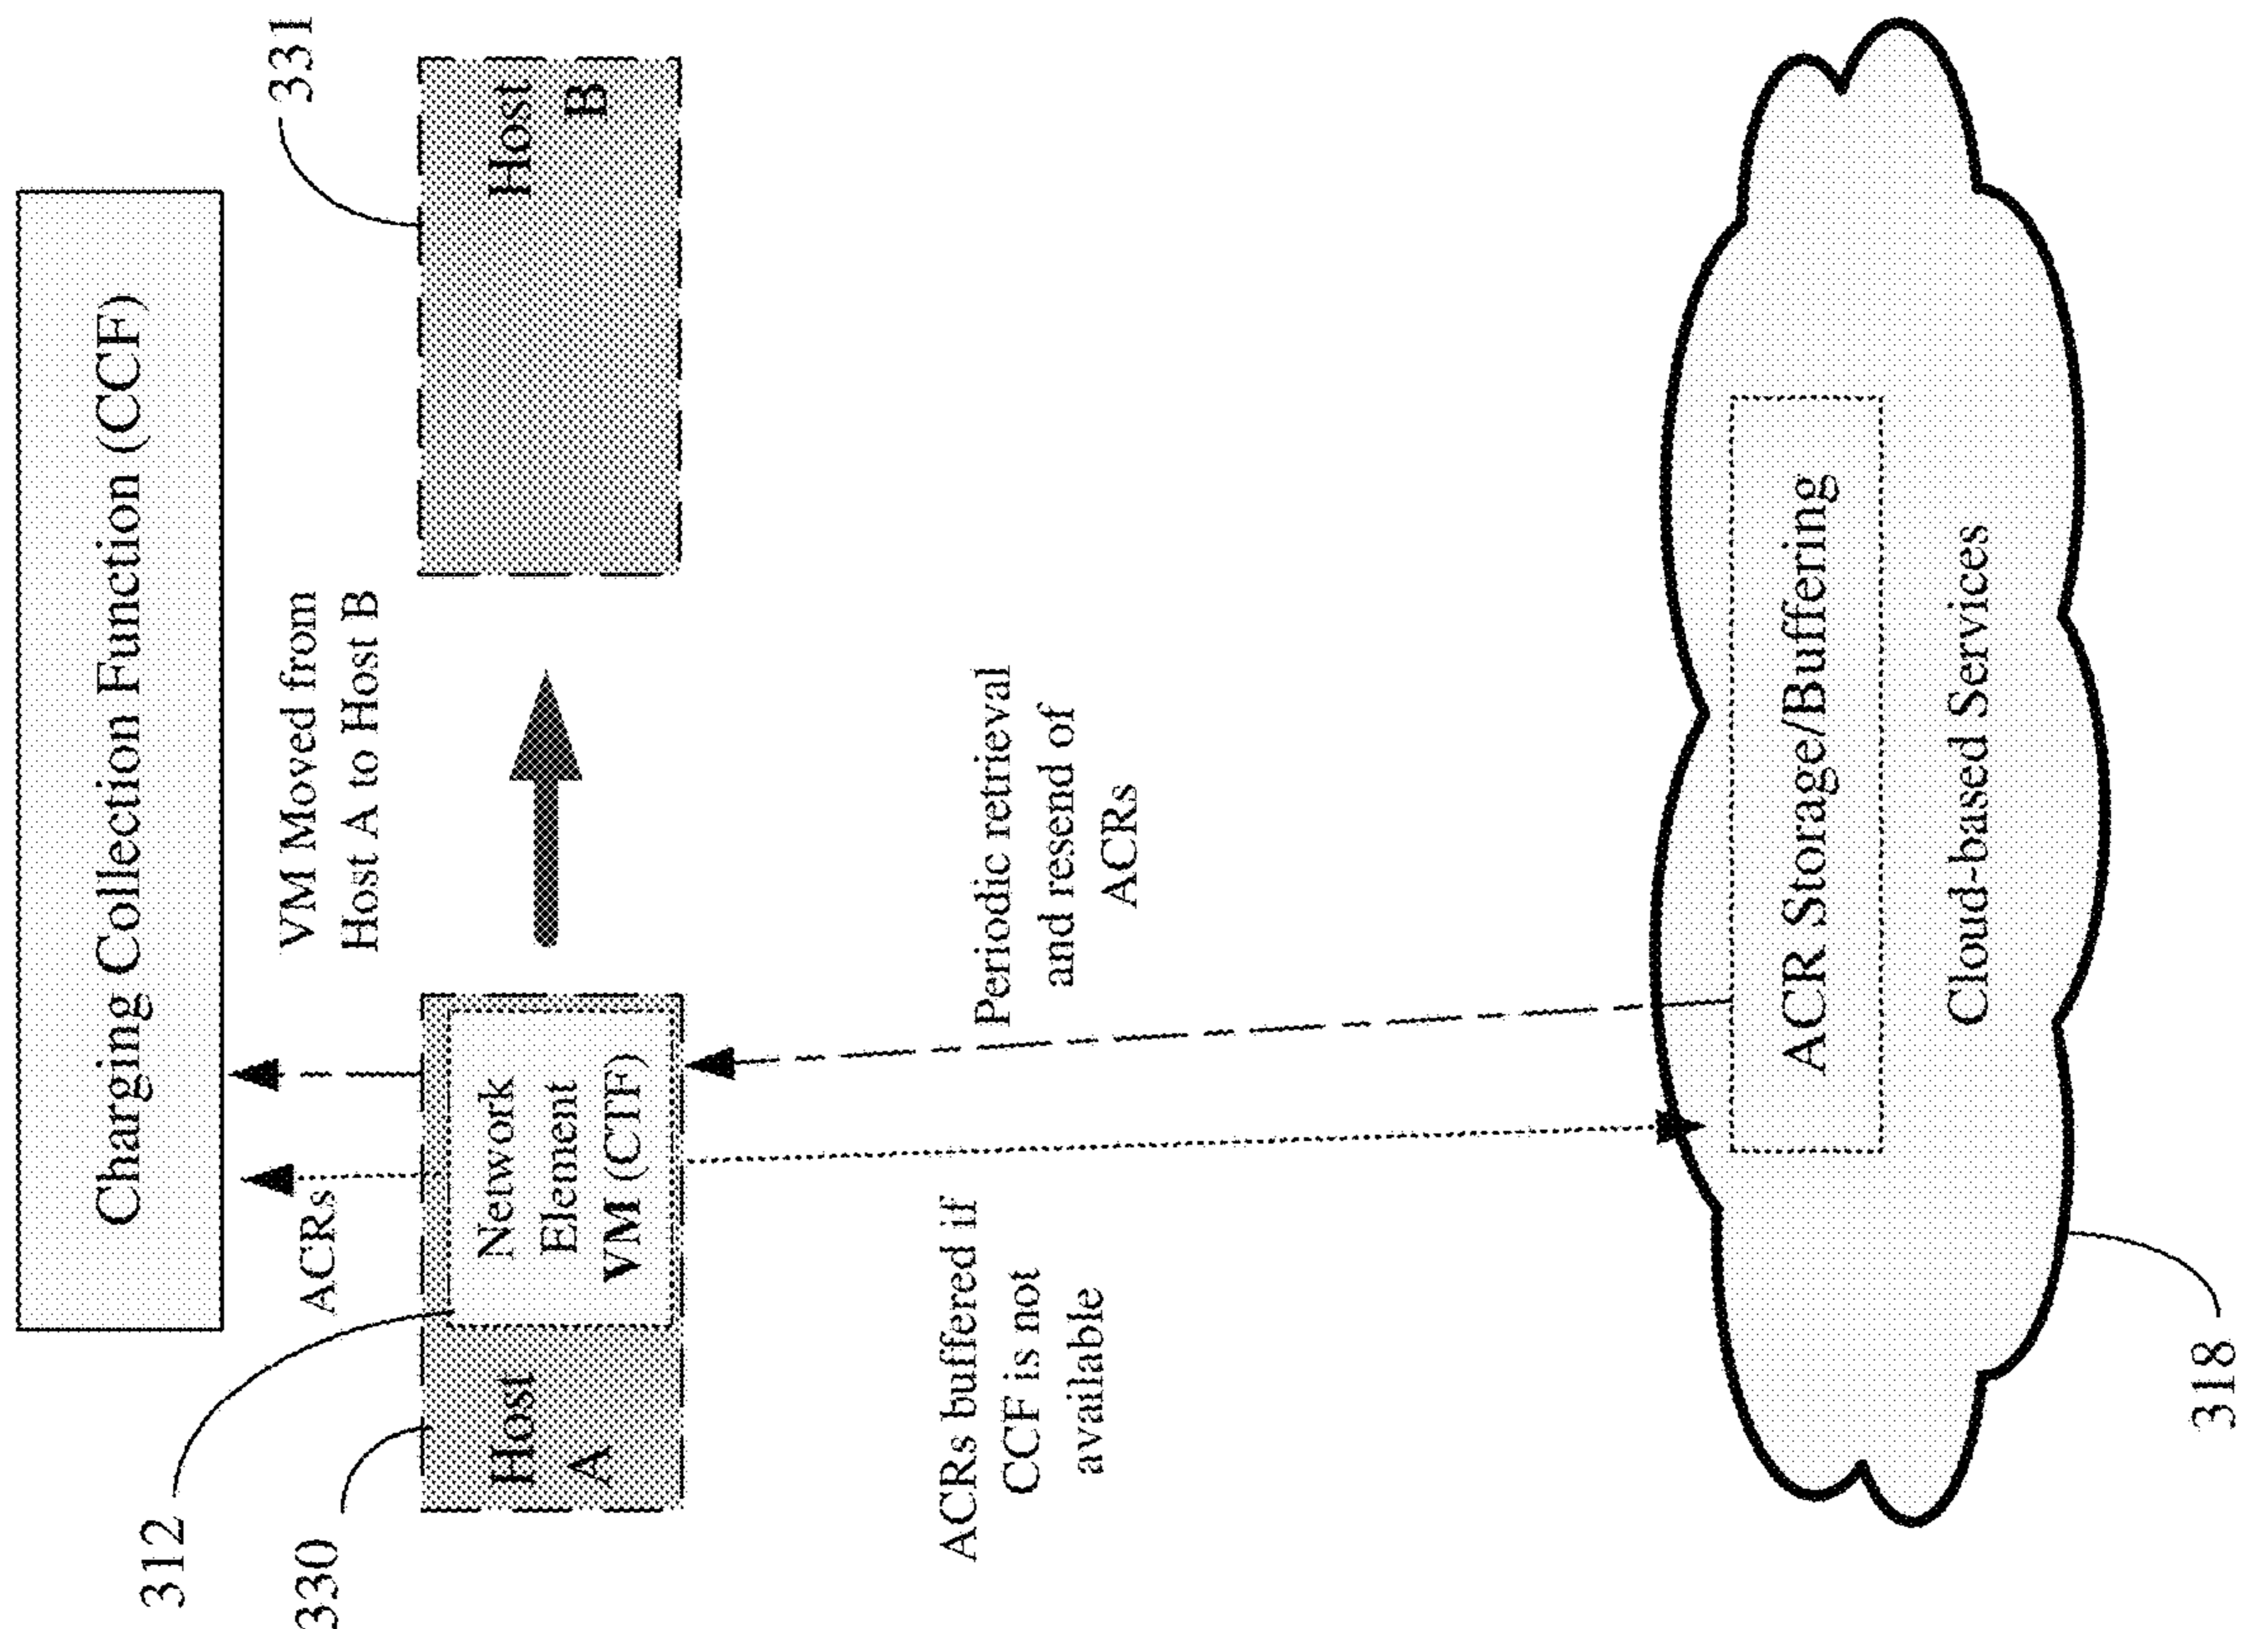 Charging Collection Function (CCF)
312
330
ACRs
VM Moved from
Host A to Host B
331
Host
A
Network
Element
VM (CTF)
Host
B
ACRs buffered if
CCF is not
available
Periodic retrieval
and resend of
ACRs
ACR Storage/Buffering
Cloud-based Services
318